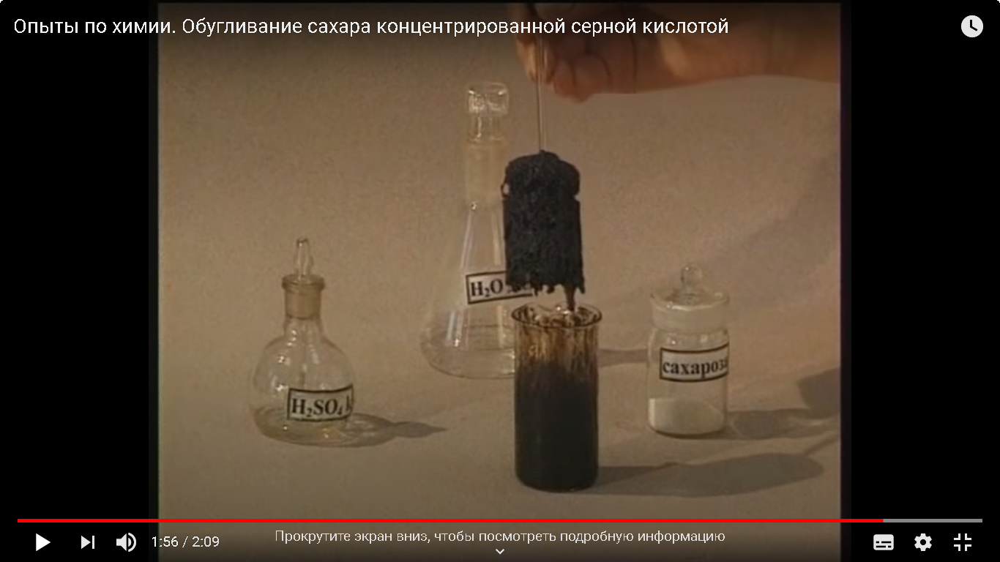 Опыты по химии. Обугливание сахара концентрированной серной кислотой
H₂O
H₂SO₄
сахароза
1:56 / 2:09
Прокрутите экран вниз, чтобы посмотреть подробную информацию